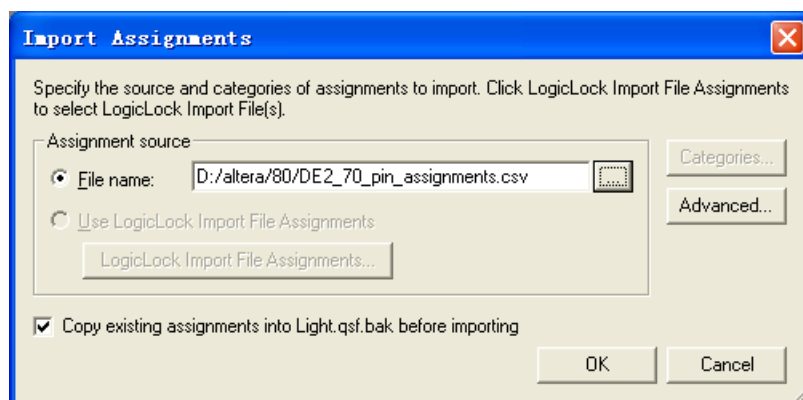 Import Assignments
Specify the source and categories of assignments to import. Click LogicLock Import File Assignments
to select LogicLock Import File(s).
Assignment source
File name:
D:/altera/80/DE2_70_pin_assignments.csv
...
Categories...
Use LogicLock Import File Assignments
Advanced...
LogicLock Import File Assignments...
Copy existing assignments into Light.qsf.bak before importing
OK
Cancel